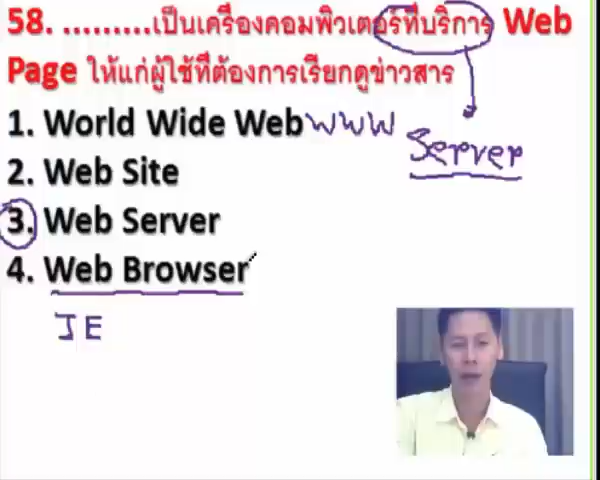 58. .........เป็นเครื่องคอมพิวเตอร์ที่บริการ Web
Page ให้แก่ผู้ใช้ที่ต้องการเรียกดูข่าวสาร
1. World Wide Web WWW
Server
2. Web Site
3. Web Server
4. Web Browser
IE